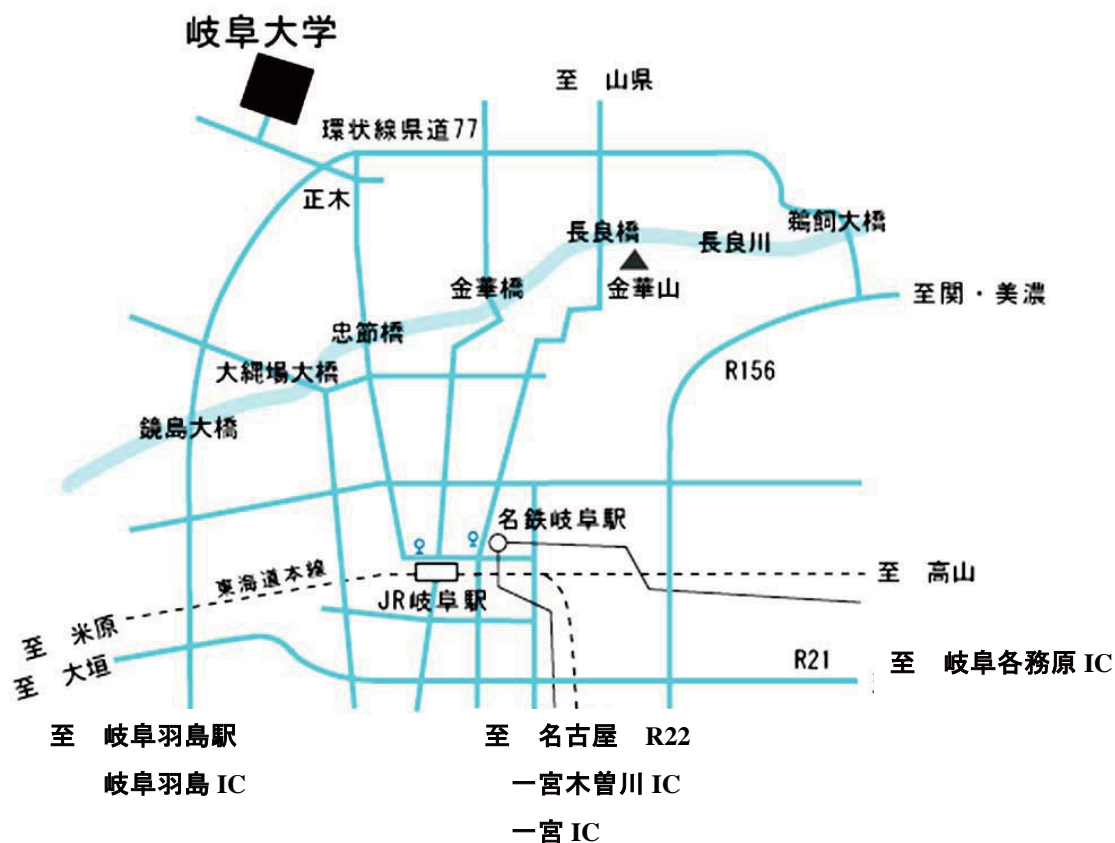 岐阜大学
至 山県
環状線県道77
正木
鵜飼大橋
長良橋
長良川
金華橋
金華山
至関・美濃
忠節橋
大縄場大橋
R156
鏡島大橋
名鉄岐阜駅
東海道本線
至 高山
JR岐阜駅
至 米原
至 大垣
R21
至 岐阜各務原 IC
至 岐阜羽島駅
岐阜羽島 IC
至 名古屋 R22
一宮木曽川 IC
一宮 IC